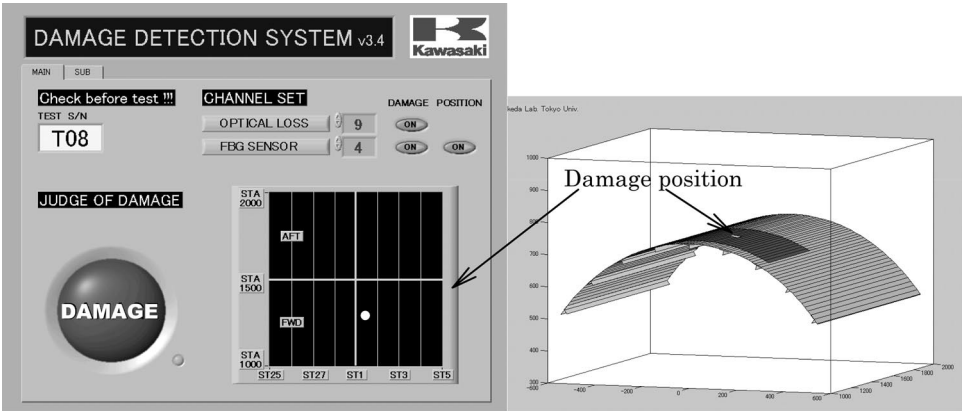 DAMAGE DETECTION SYSTEM v3.4
Kawasaki
MAIN
SUB
Check before test !!!
TEST S/N
T08
CHANNEL SET
DAMAGE POSITION
OPTICAL LOSS 9 ON
FBG SENSOR 4 ON ON
JUDGE OF DAMAGE
DAMAGE
STA
2000
AFT
STA
1500
FWD
STA
1000
ST25 ST27 ST1 ST3 ST5
Damage position
keda Lab. Tokyo Univ.
1000
900
800
700
600
500
400
300
-600 -400 -200 0 200 400 600
1000 1200 1400 1600 1800 2000